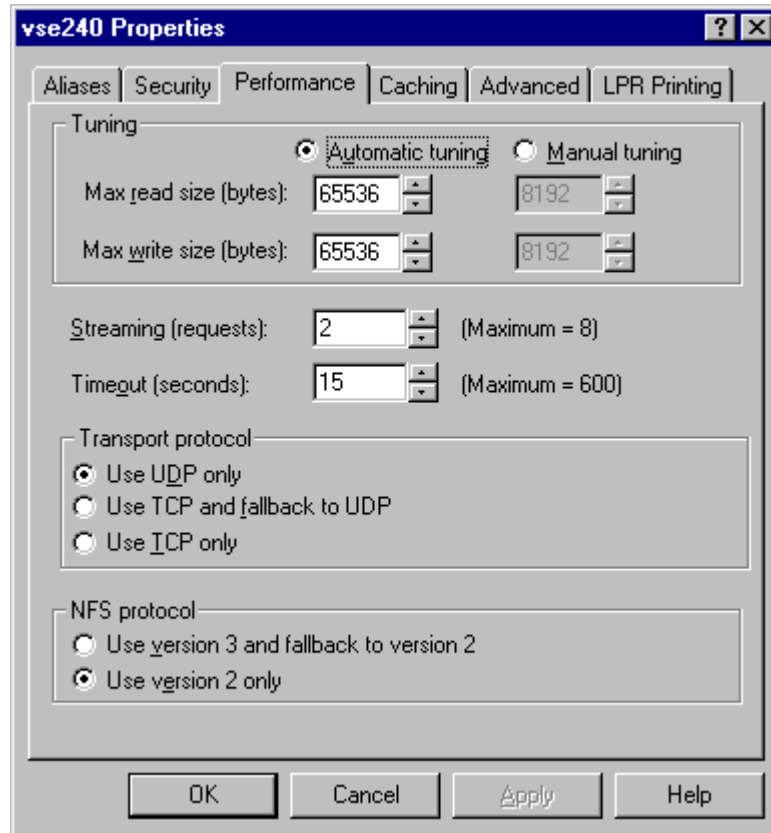 vse240 Properties
Aliases Security Performance Caching Advanced LPR Printing
Tuning
Automatic tuning Manual tuning
Max read size (bytes): 65536 8192
Max write size (bytes): 65536 8192
Streaming (requests): 2 (Maximum = 8)
Timeout (seconds): 15 (Maximum = 600)
Transport protocol
Use UDP only
Use TCP and fallback to UDP
Use TCP only
NFS protocol
Use version 3 and fallback to version 2
Use version 2 only
OK Cancel Apply Help